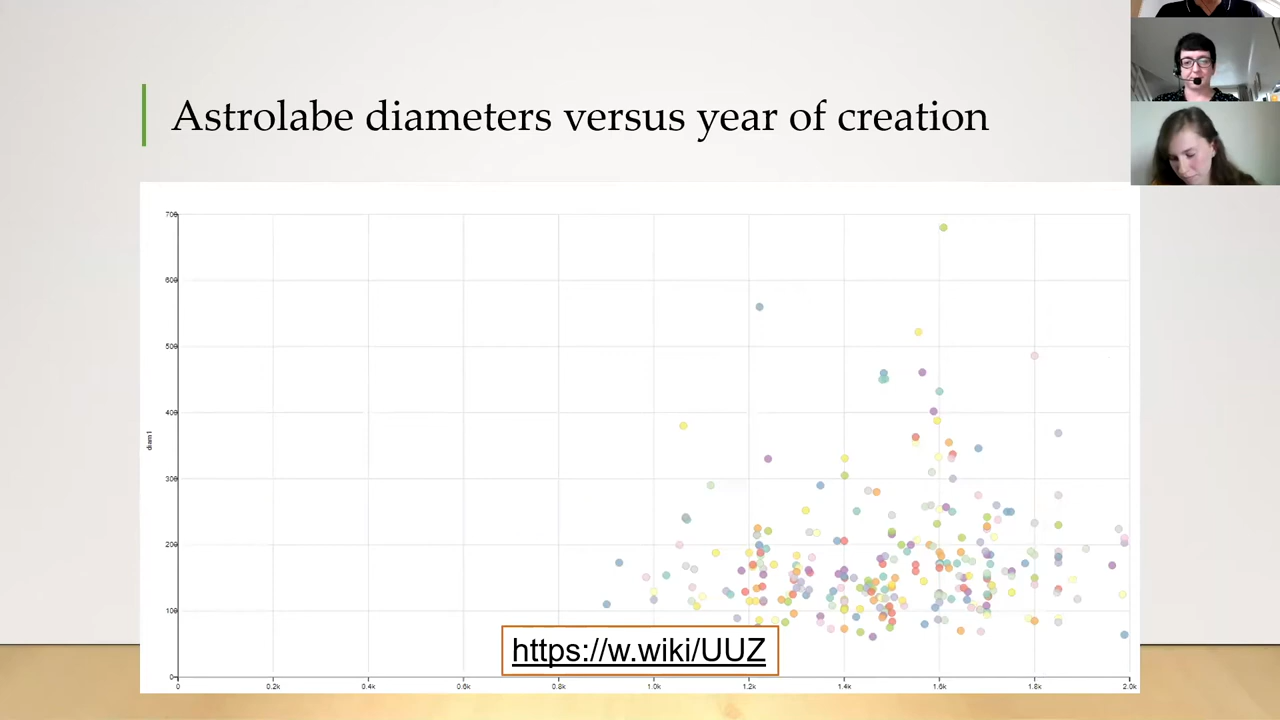 Astrolabe diameters versus year of creation
700
600
500
400
300
200
100
0
diam1
0 0.2k 0.4k 0.6k 0.8k 1.0k 1.2k 1.4k 1.6k 1.8k 2.0k
https://w.wiki/UUZ